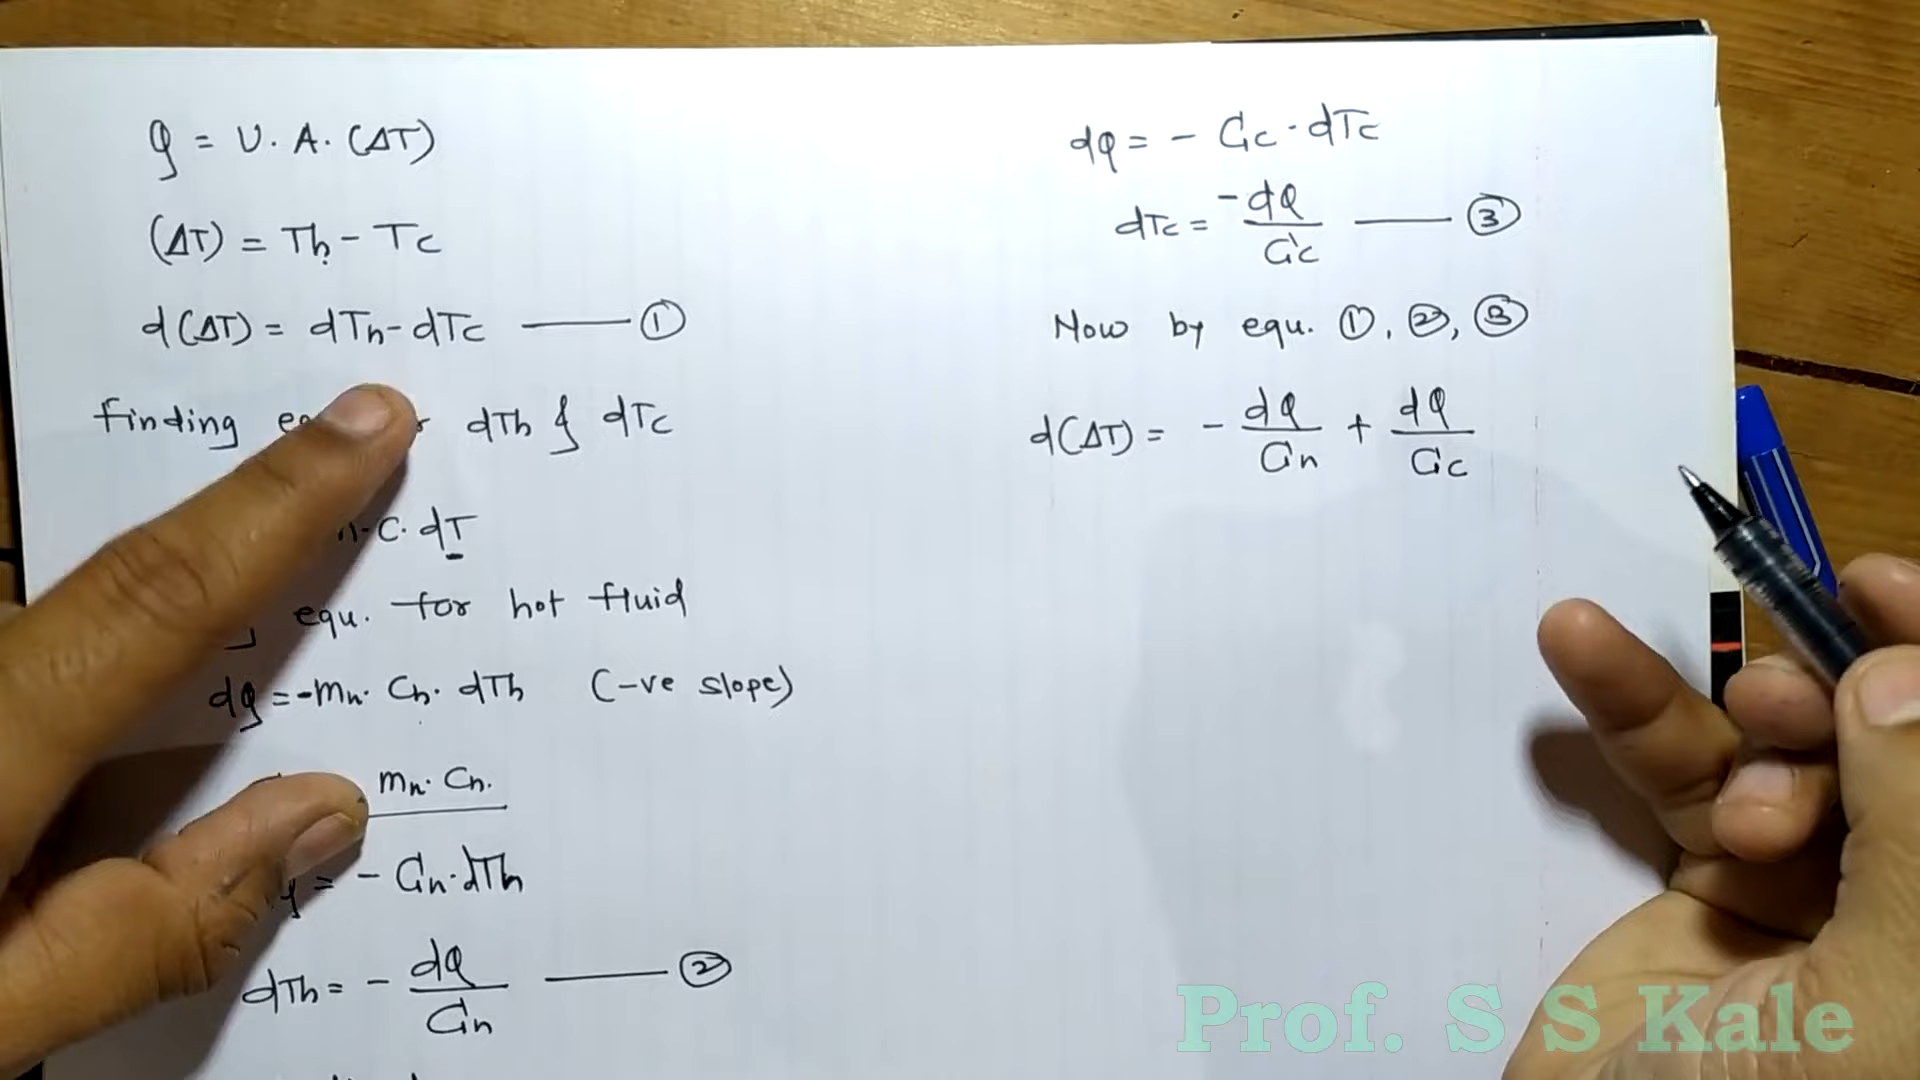 Q = U. A. (ΔT)
(ΔT) = Th - Tc
d(ΔT) = dTh - dTc —— ①
Finding dTh & dTc
C. dT
equ. for hot fluid
dQ = -mh. Ch. dTh (-ve slope)
mh. Ch.
= - Ch. dTh
dTh = - dQ / Ch —— ②
dQ = - Cc. dTc
dTc = -dQ / Cc —— ③
Now by equ. ①, ②, ③
d(ΔT) = - dQ / Ch + dQ / Cc
Prof. S S Kale